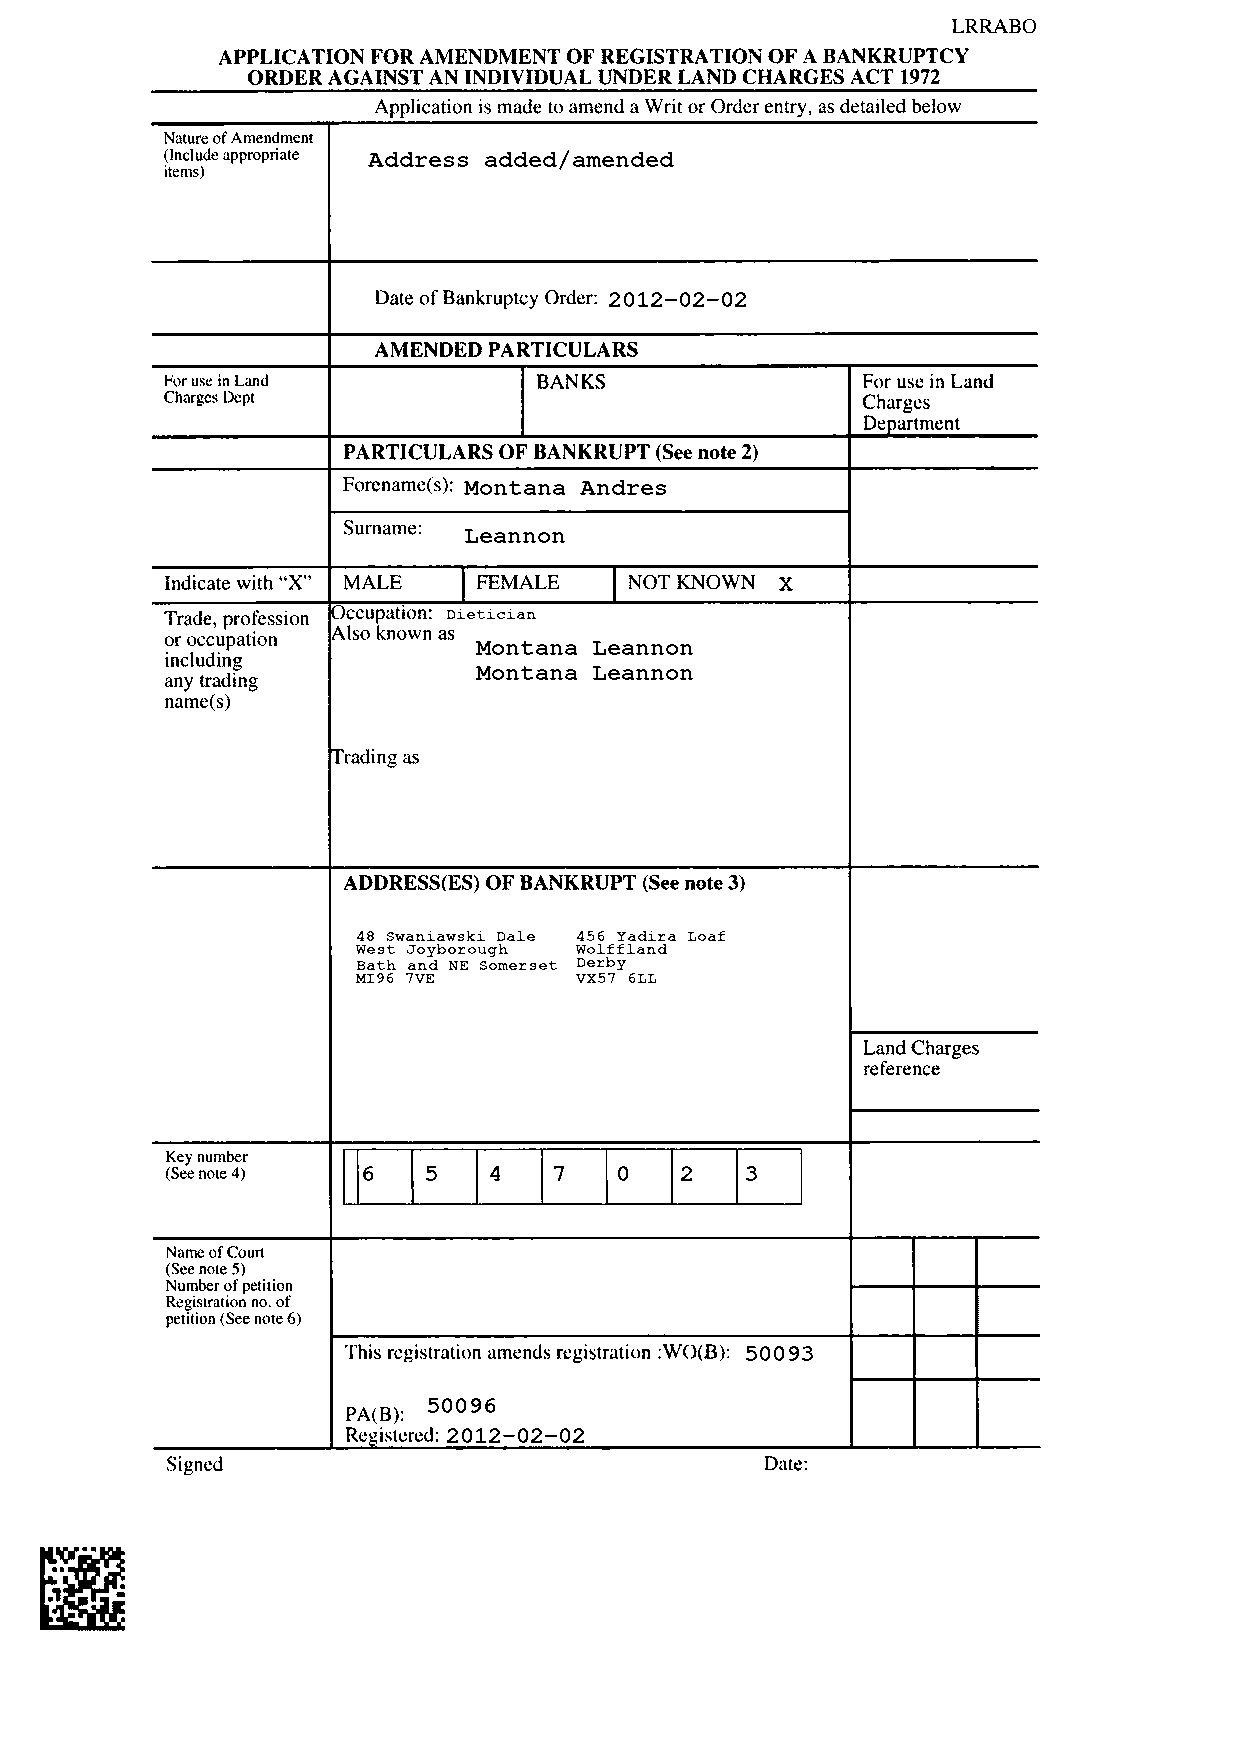 LRRABO
APPLICATION FOR AMENDMENT OF REGISTRATION OF A BANKRUPTCY
ORDER AGAINST AN INDIVIDUAL UNDER LAND CHARGES ACT 1972
Application is made to amend a Writ or Order entry, as detailed below
Nature of Amendment
(Include appropriate
items)
Address added/amended
Date of Bankruptcy Order: 2012-02-02
AMENDED PARTICULARS
For use in Land
Charges Dept
BANKS
For use in Land
Charges
Department
PARTICULARS OF BANKRUPT (See note 2)
Forename(s): Montana Andres
Surname: Leannon
Indicate with “X” MALE FEMALE NOT KNOWN X
Trade, profession
or occupation
including
any trading
name(s)
Occupation: Dietician
Also known as
Montana Leannon
Montana Leannon
Trading as
ADDRESS(ES) OF BANKRUPT (See note 3)
48 Swaniawski Dale
West Joyborough
Bath and NE Somerset
MI96 7VE
456 Yadira Loaf
Wolffland
Derby
VX57 6LL
Land Charges
reference
Key number
(See note 4)
6 5 4 7 0 2 3
Name of Court
(See note 5)
Number of petition
Registration no. of
petition (See note 6)
This registration amends registration :WO(B): 50093
PA(B): 50096
Registered: 2012-02-02
Signed Date: